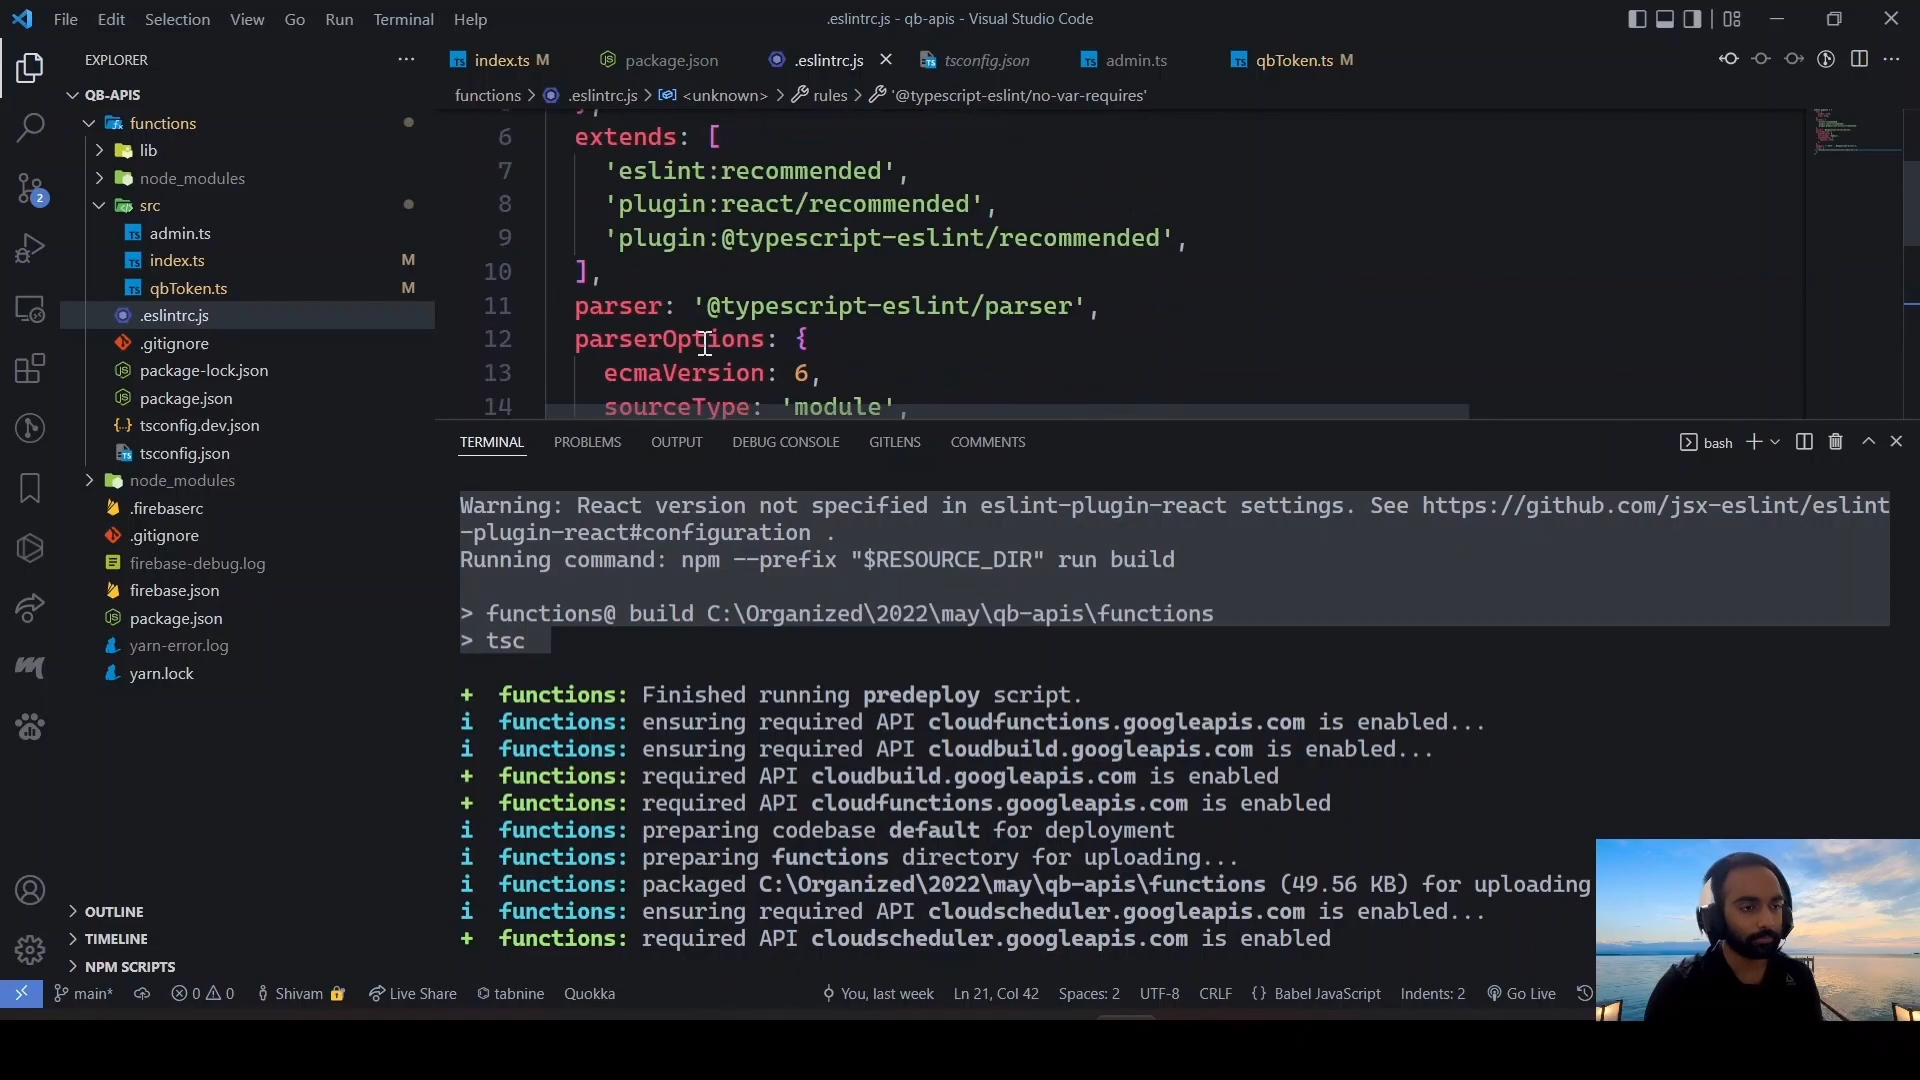 File Edit Selection View Go Run Terminal Help
.eslintrc.js - qb-apis - Visual Studio Code
EXPLORER
QB-APIS
functions
lib
node_modules
src
admin.ts
index.ts M
qbToken.ts M
.eslintrc.js
.gitignore
package-lock.json
package.json
tsconfig.dev.json
tsconfig.json
node_modules
.firebaserc
.gitignore
firebase-debug.log
firebase.json
package.json
yarn-error.log
yarn.lock
OUTLINE
TIMELINE
NPM SCRIPTS
2
index.ts M package.json .eslintrc.js tsconfig.json admin.ts qbToken.ts M
functions > .eslintrc.js > <unknown> > rules > '@typescript-eslint/no-var-requires'
6 extends: [
7 'eslint:recommended',
8 'plugin:react/recommended',
9 'plugin:@typescript-eslint/recommended',
10 ],
11 parser: '@typescript-eslint/parser',
12 parserOptions: {
13 ecmaVersion: 6,
14 sourceType: 'module',
TERMINAL PROBLEMS OUTPUT DEBUG CONSOLE GITLENS COMMENTS
bash
Warning: React version not specified in eslint-plugin-react settings. See https://github.com/jsx-eslint/eslint
-plugin-react#configuration .
Running command: npm --prefix "$RESOURCE_DIR" run build
> functions@ build C:\Organized\2022\may\qb-apis\functions
> tsc
+ functions: Finished running predeploy script.
i functions: ensuring required API cloudfunctions.googleapis.com is enabled...
i functions: ensuring required API cloudbuild.googleapis.com is enabled...
+ functions: required API cloudbuild.googleapis.com is enabled
+ functions: required API cloudfunctions.googleapis.com is enabled
i functions: preparing codebase default for deployment
i functions: preparing functions directory for uploading...
i functions: packaged C:\Organized\2022\may\qb-apis\functions (49.56 KB) for uploading
i functions: ensuring required API cloudscheduler.googleapis.com is enabled...
+ functions: required API cloudscheduler.googleapis.com is enabled
main* 0 0 Shivam Live Share tabnine Quokka You, last week Ln 21, Col 42 Spaces: 2 UTF-8 CRLF {} Babel JavaScript Indents: 2 Go Live